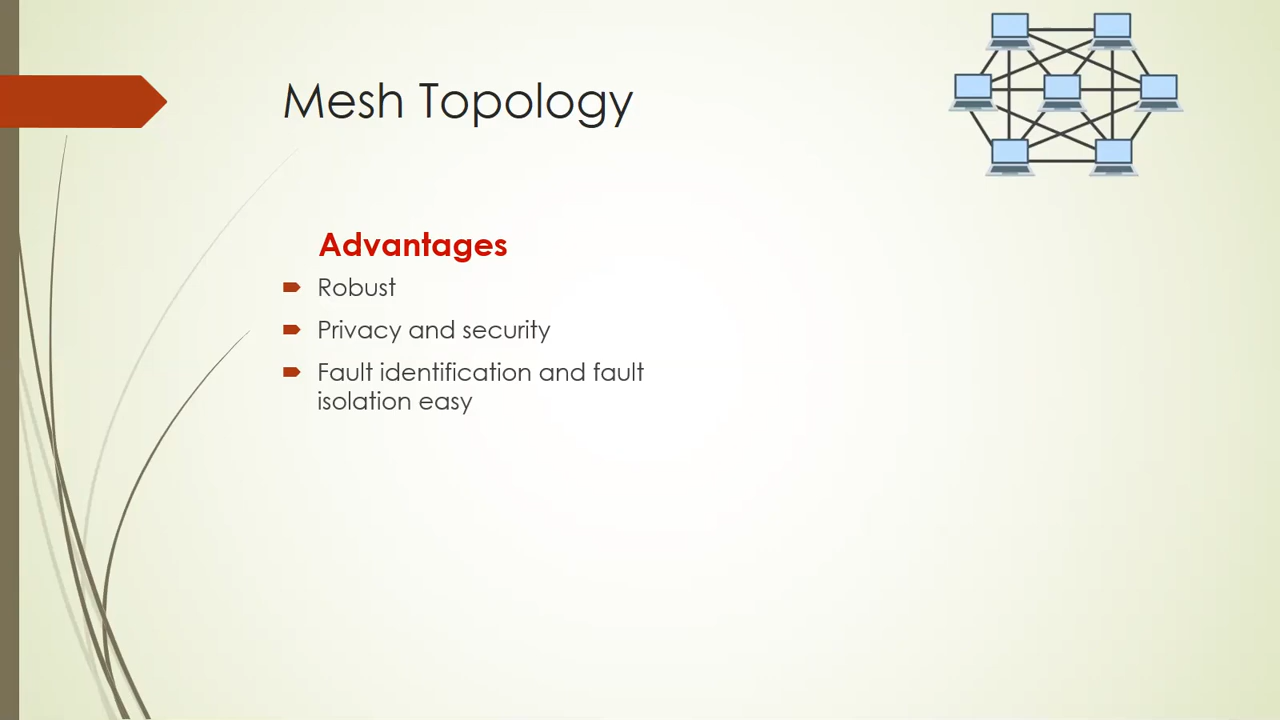 Mesh Topology
Advantages
Robust
Privacy and security
Fault identification and fault
isolation easy